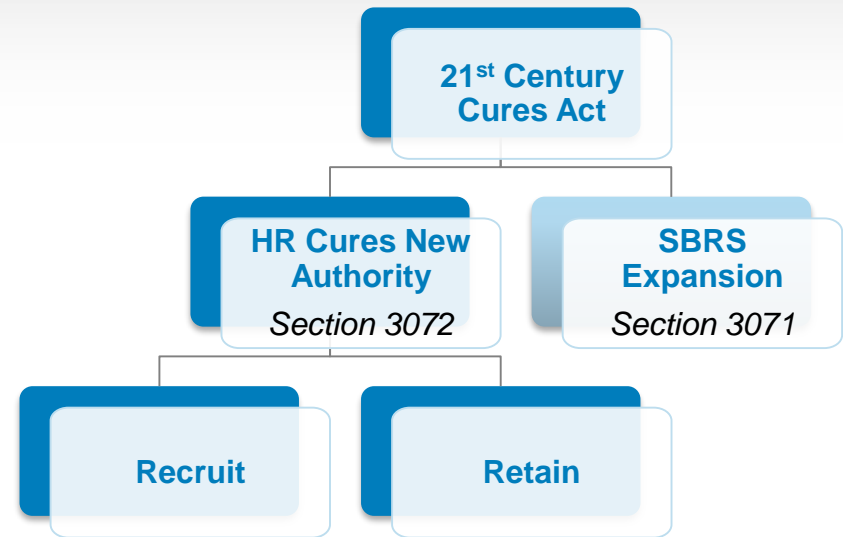 21st Century
Cures Act
HR Cures New
Authority
Section 3072
SBRS
Expansion
Section 3071
Recruit
Retain